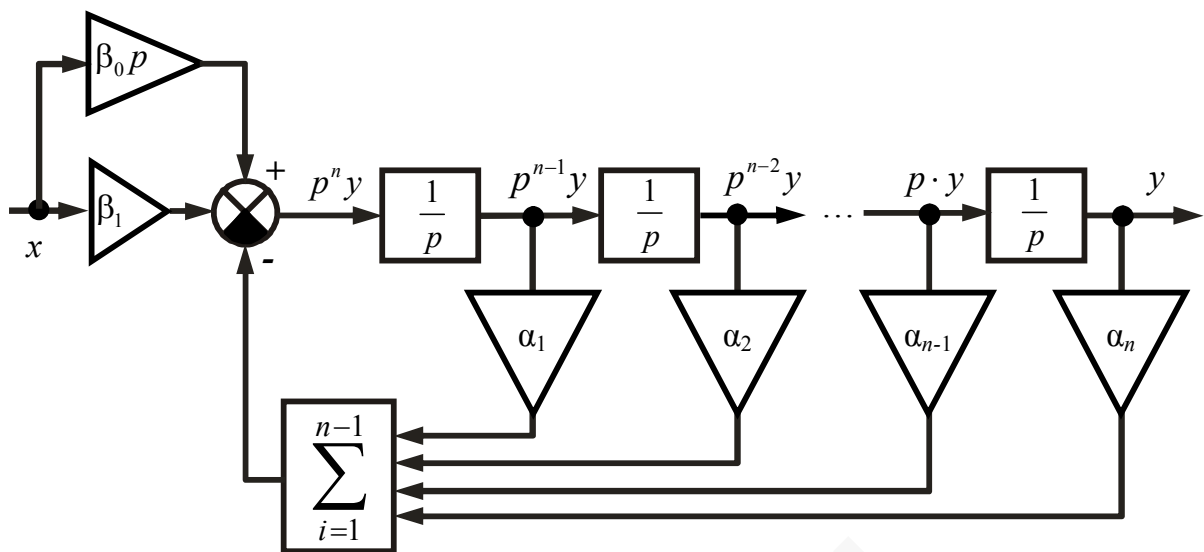 β₀p
β₁
x
+
-
pⁿy
1/p
pⁿ⁻¹y
1/p
pⁿ⁻²y
...
p·y
1/p
y
α₁
α₂
αₙ₋₁
αₙ
n−1
∑
i=1